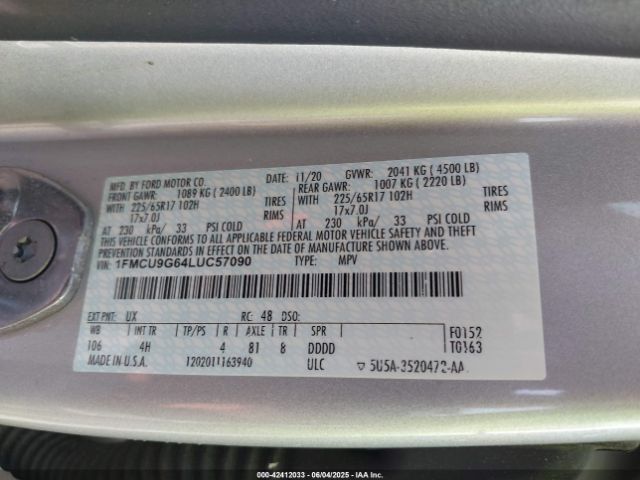 MFD BY FORD MOTOR CO.
11/20 GVWR: 2041 KG ( 4500 LB)
FRONT GAWR: 1089 KG ( 2400 LB)
REAR GAWR: 1007 KG ( 2220 LB)
WITH 225/65R17 102H TIRES
WITH 225/65R17 102H TIRES
17x7.0J RIMS
17x7.0J RIMS
AT 230 kPa/ 33 PSI COLD
AT 230 kPa/ 33 PSI COLD
THIS VEHICLE CONFORMS TO ALL APPLICABLE FEDERAL MOTOR VEHICLE SAFETY AND BUMPER
AND THEFT PREVENTION STANDARDS IN EFFECT ON THE DATE OF MANUFACTURE SHOWN ABOVE.
VIN: 1FMCU9G64LUC57090 TYPE: MPV
EXT PNT: UX RC: 48 DSO:
WB INT TR TP/PS R AXLE TR SPR
106 4H 4 81 8 DDDD
F0152
T0363
MADE IN U.S.A. 1202011163940 ULC
5U5A-3520472-AA
000-42412033 - 06/04/2025 - IAA Inc.